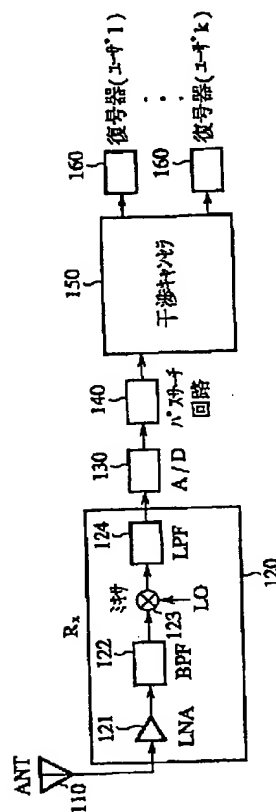 ANT
110
Rx
121
LNA
122
BPF
ミキサ
123
LO
124
LPF
120
130
A/D
140
パスサーチ
回路
150
干渉キャンセラ
160
復号器(ユーザ1)
160
復号器(ユーザk)